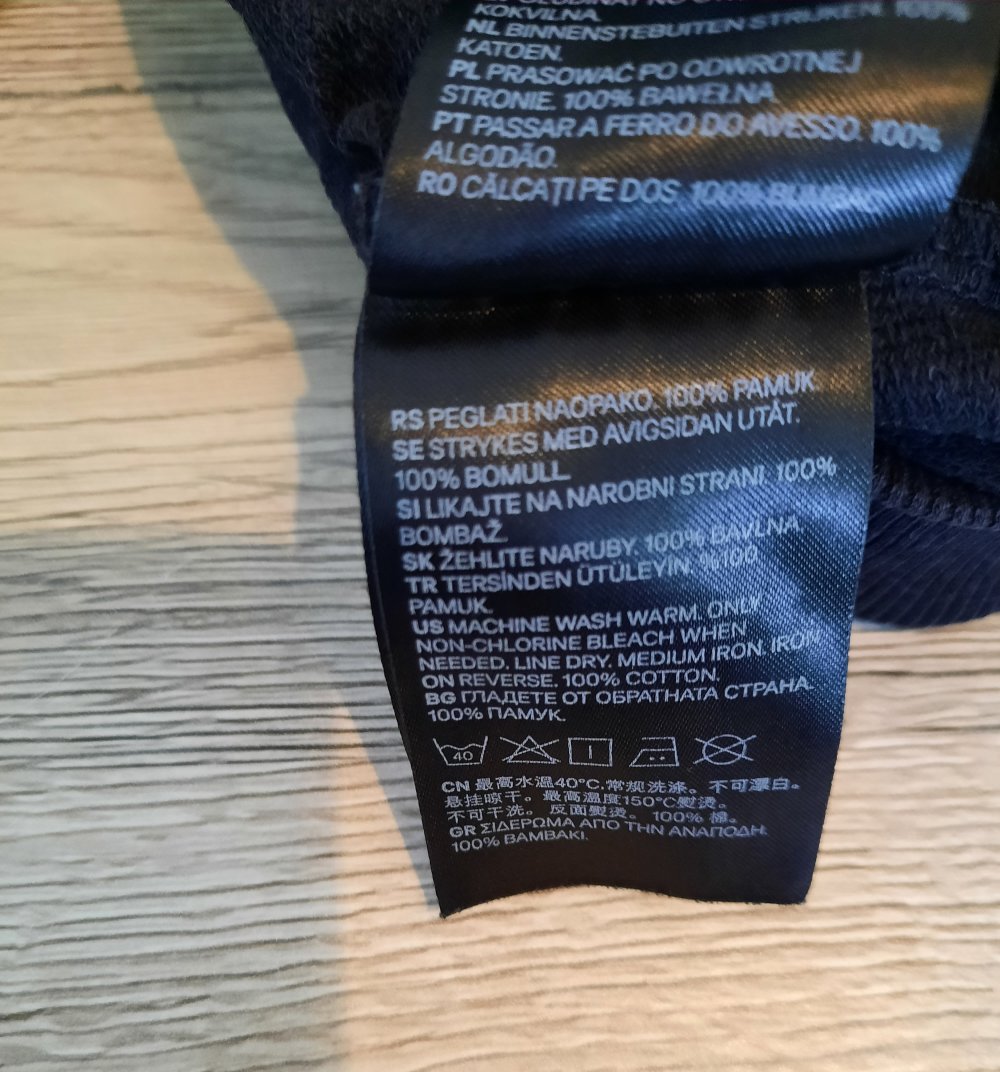 KOKVILNA.
NL BINNENSTEBUITEN STRIJKEN. 100%
KATOEN.
PL PRASOWAĆ PO ODWROTNEJ
STRONIE. 100% BAWEŁNA
PT PASSAR A FERRO DO AVESSO. 100%
ALGODÃO.
RO CĂLCAȚI PE DOS 100% BUMBAC
RS PEGLATI NAOPAKO. 100% PAMUK.
SE STRYKES MED AVIGSIDAN UTÅT.
100% BOMULL.
SI LIKAJTE NA NAROBNI STRANI. 100%
BOMBAŽ.
SK ŽEHLITE NARUBY. 100% BAVLNA
TR TERSİNDEN ÜTÜLEYİN. %100
PAMUK.
US MACHINE WASH WARM. ONLY
NON-CHLORINE BLEACH WHEN
NEEDED. LINE DRY. MEDIUM IRON. IRON
ON REVERSE. 100% COTTON.
BG ГЛАДЕТЕ ОТ ОБРАТНАТА СТРАНА.
100% ПАМУК.
40
CN 最高水温40°C.常规洗涤。不可漂白。
悬挂晾干。最高温度150°C熨烫。
不可干洗。反面熨烫。100% 棉。
GR ΣΙΔΕΡΩΜΑ ΑΠΟ ΤΗΝ ΑΝΑΠΟΔΗ.
100% ΒΑΜΒΑΚΙ.